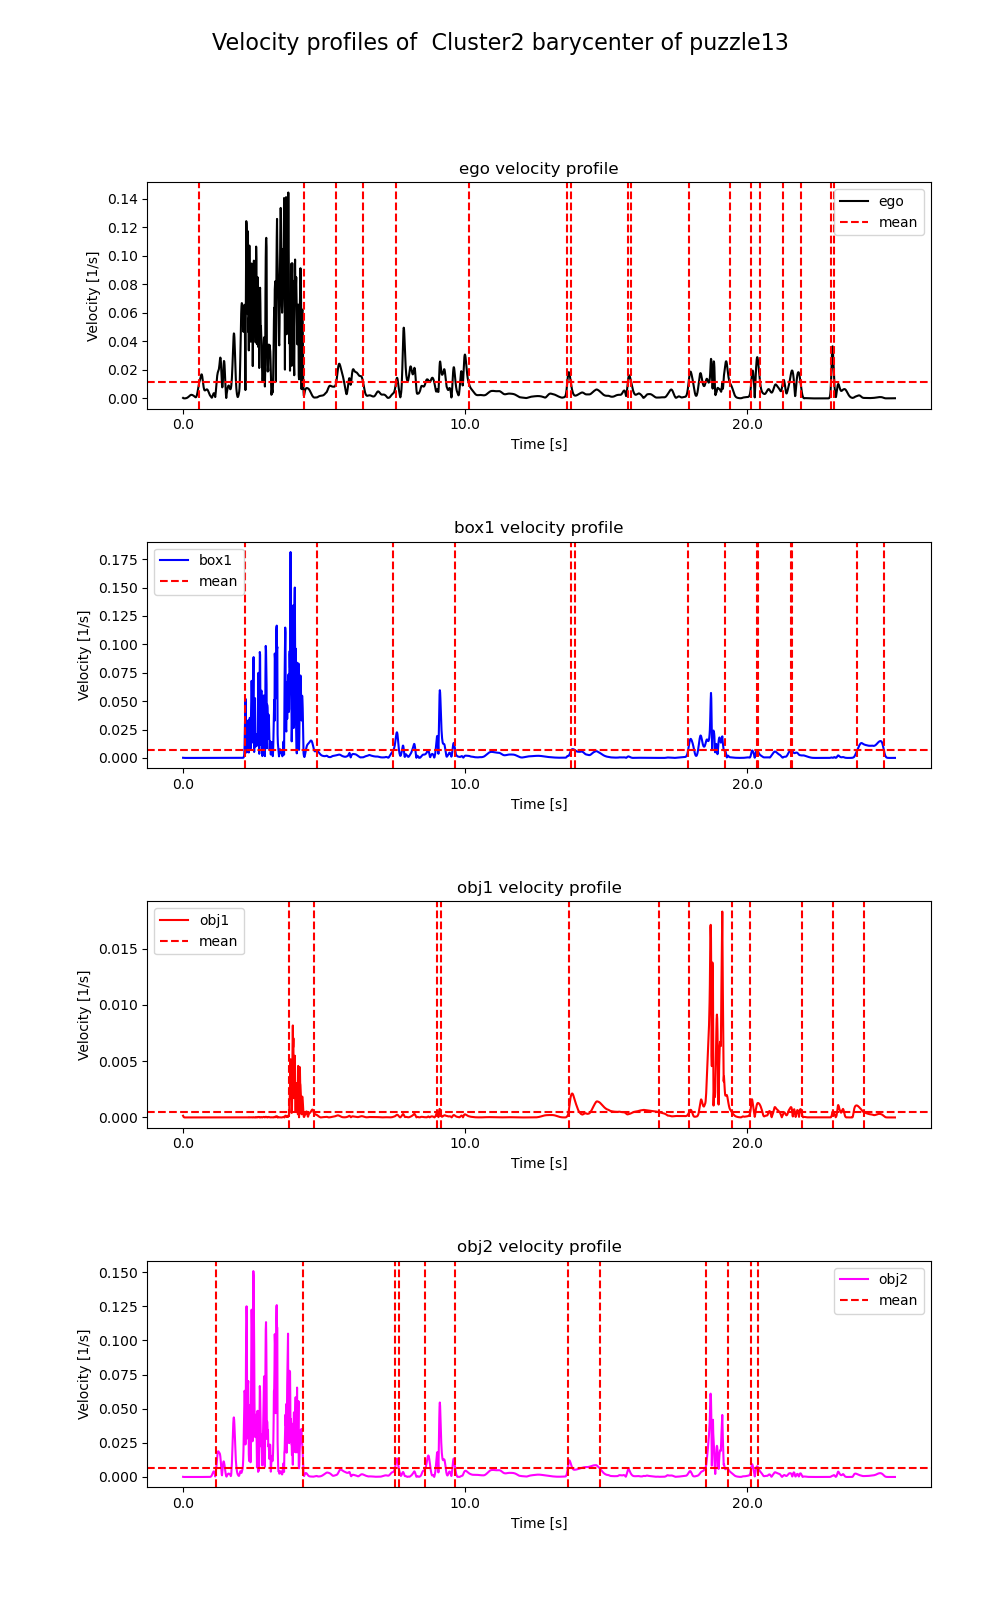 Velocity profiles of  Cluster2 barycenter of puzzle13
ego velocity profile
0.14
0.12
0.10
0.08
0.06
0.04
0.02
0.00
Velocity [1/s]
ego
mean
0.0
10.0
20.0
Time [s]
box1 velocity profile
0.175
0.150
0.125
0.100
0.075
0.050
0.025
0.000
Velocity [1/s]
box1
mean
0.0
10.0
20.0
Time [s]
obj1 velocity profile
0.015
0.010
0.005
0.000
Velocity [1/s]
obj1
mean
0.0
10.0
20.0
Time [s]
obj2 velocity profile
0.150
0.125
0.100
0.075
0.050
0.025
0.000
Velocity [1/s]
obj2
mean
0.0
10.0
20.0
Time [s]